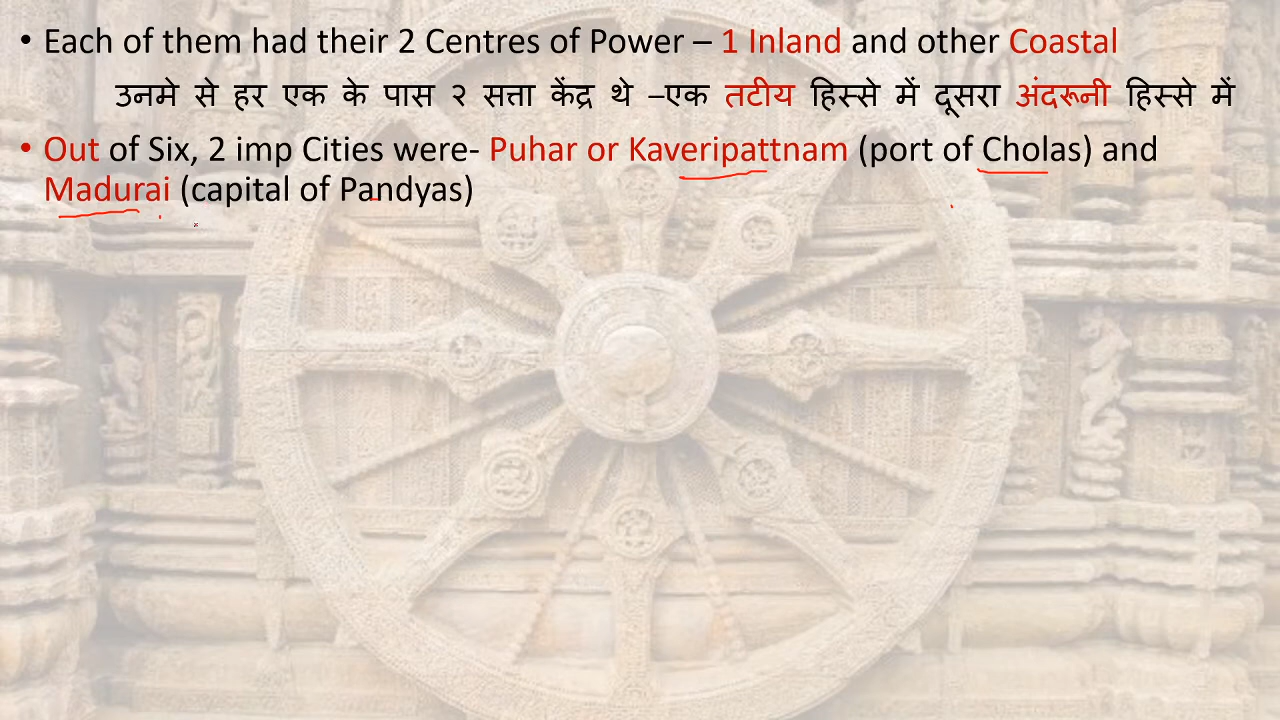 • Each of them had their 2 Centres of Power – 1 Inland and other Coastal
उनमे से हर एक के पास २ सत्ता केंद्र थे –एक तटीय हिस्से में दूसरा अंदरूनी हिस्से में
• Out of Six, 2 imp Cities were- Puhar or Kaveripattnam (port of Cholas) and
Madurai (capital of Pandyas)